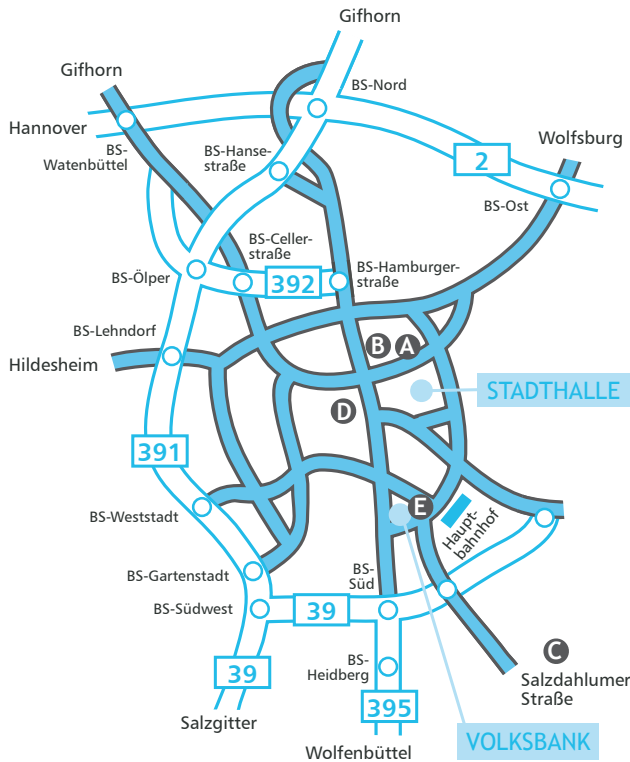 Gifhorn
Gifhorn
BS-Nord
Hannover
BS-
Watenbüttel
BS-Hanse-
straße
Wolfsburg
2
BS-Ost
BS-Celler-
straße
BS-Ölper
392
BS-Hamburger-
straße
BS-Lehndorf
Hildesheim
B
A
STADTHALLE
D
391
BS-Weststadt
E
Haupt-
bahnhof
BS-Gartenstadt
BS-
Süd
BS-Südwest
39
39
BS-
Heidberg
C
Salzdahlumer
Straße
Salzgitter
395
VOLKSBANK
Wolfenbüttel